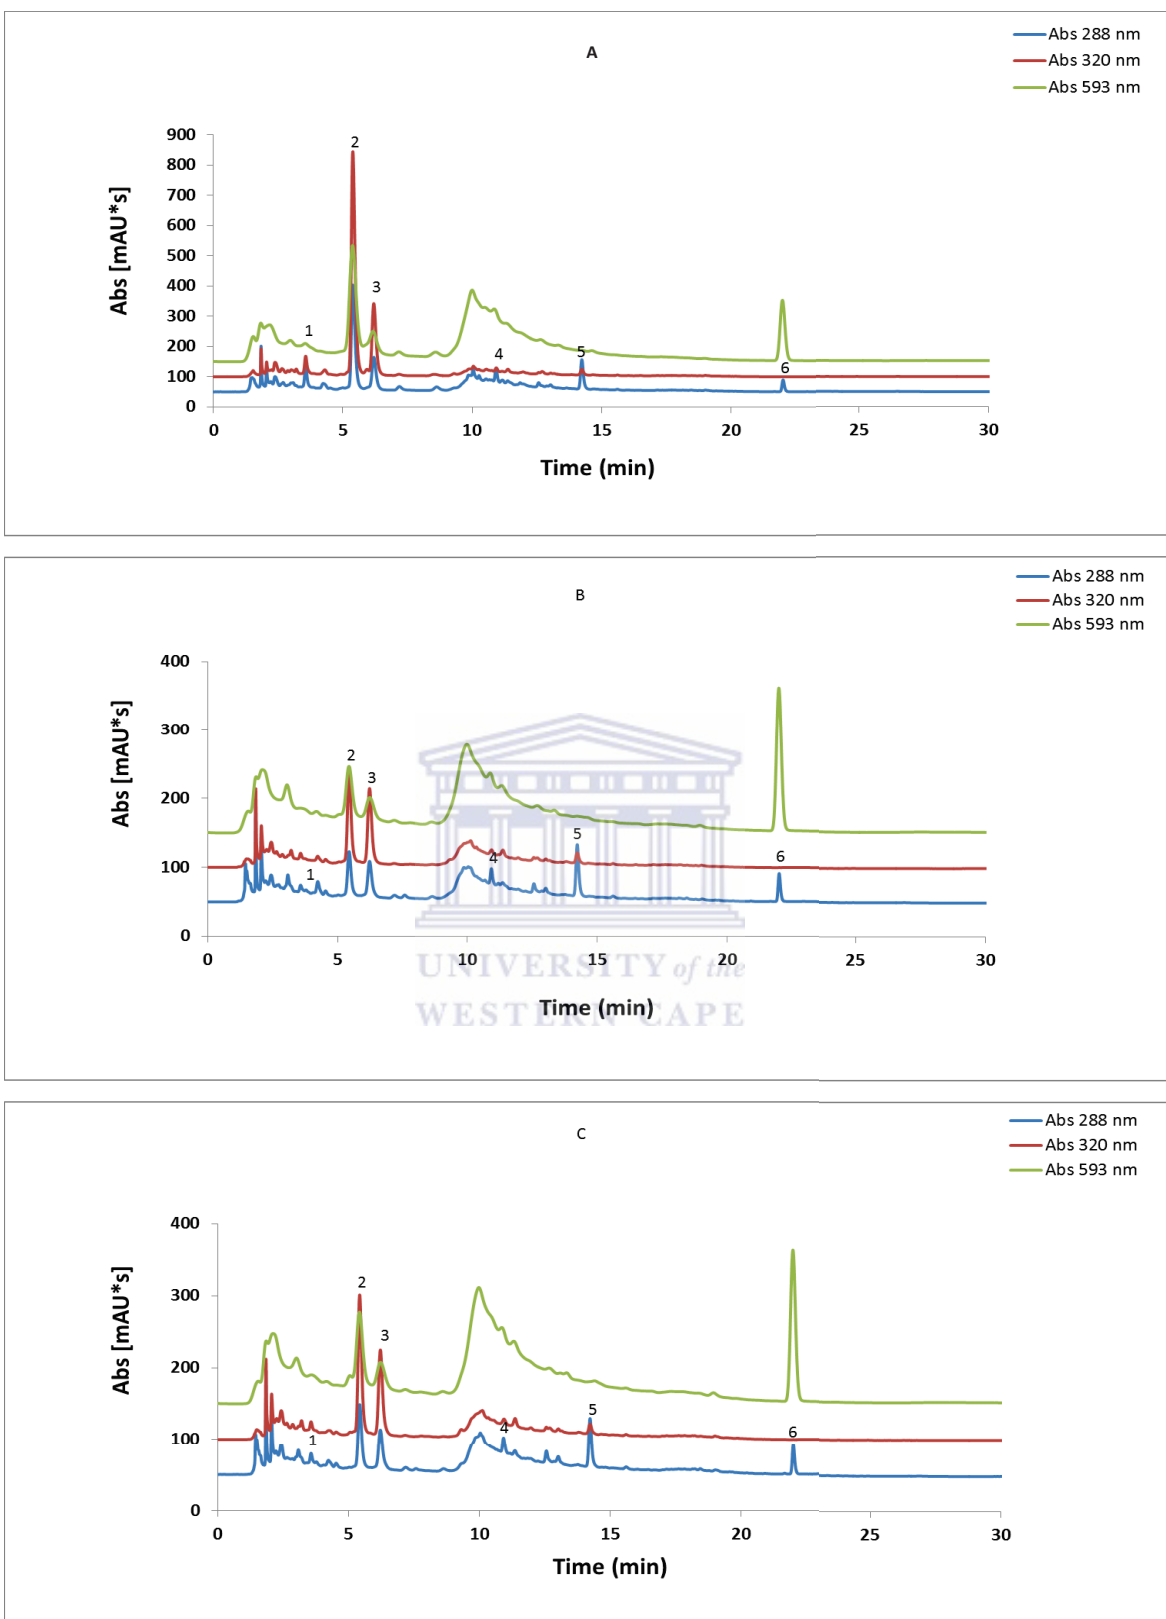 A
Abs 288 nm
Abs 320 nm
Abs 593 nm
Abs [mAU*s]
900
800
700
600
500
400
300
200
100
0
1
2
3
4
5
6
0 5 10 15 20 25 30
Time (min)
B
Abs 288 nm
Abs 320 nm
Abs 593 nm
Abs [mAU*s]
400
300
200
100
0
1
2
3
4
5
6
0 5 10 15 20 25 30
UNIVERSITY of the
Time (min)
WESTERN CAPE
C
Abs 288 nm
Abs 320 nm
Abs 593 nm
Abs [mAU*s]
400
300
200
100
0
1
2
3
4
5
6
0 5 10 15 20 25 30
Time (min)